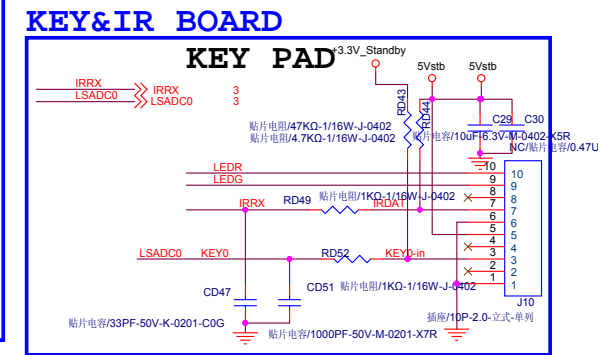 KEY&IR BOARD
KEY PAD
+3.3V_Standby
5Vstb
5Vstb
IRRX
IRRX
3
LSADC0
LSADC0
3
RD43
RD44
贴片电阻/47KΩ-1/16W-J-0402
贴片电阻/4.7KΩ-1/16W-J-0402
C29
C30
贴片电容/10uF-6.3V-M-0402-X5R
NC/贴片电容/0.47U
LEDR
LEDG
IRRX
RD49
贴片电阻/1KΩ-1/16W-J-0402
IRDAT
LSADC0
KEY0
RD52
KEY0-in
CD47
CD51
贴片电阻/1KΩ-1/16W-J-0402
贴片电容/33PF-50V-K-0201-C0G
贴片电容/1000PF-50V-M-0201-X7R
10
10
9
9
8
8
7
7
6
6
5
5
4
4
3
3
2
2
1
1
J10
插座/10P-2.0-立式-单列